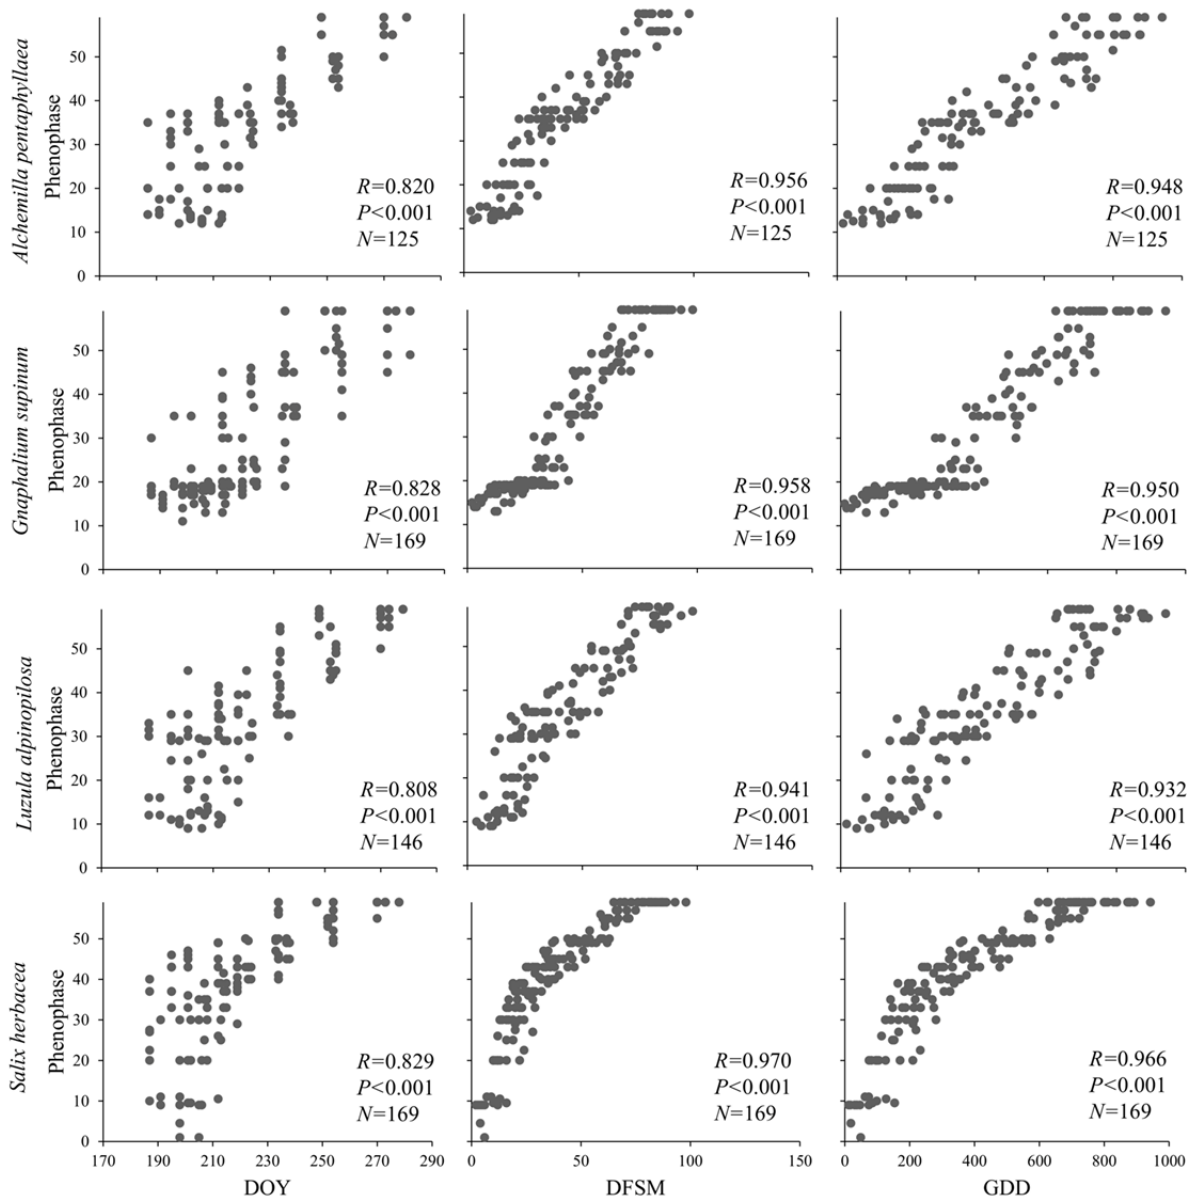 Alchemilla pentaphyllaea
Phenophase
50
40
30
20
10
0
R=0.820
P<0.001
N=125
R=0.956
P<0.001
N=125
R=0.948
P<0.001
N=125
Gnaphalium supinum
Phenophase
50
40
30
20
10
0
R=0.828
P<0.001
N=169
R=0.958
P<0.001
N=169
R=0.950
P<0.001
N=169
Luzula alpinopilosa
Phenophase
50
40
30
20
10
0
R=0.808
P<0.001
N=146
R=0.941
P<0.001
N=146
R=0.932
P<0.001
N=146
Salix herbacea
Phenophase
50
40
30
20
10
0
R=0.829
P<0.001
N=169
R=0.970
P<0.001
N=169
R=0.966
P<0.001
N=169
170 190 210 230 250 270 290
0 50 100 150
0 200 400 600 800 1000
DOY
DFSM
GDD